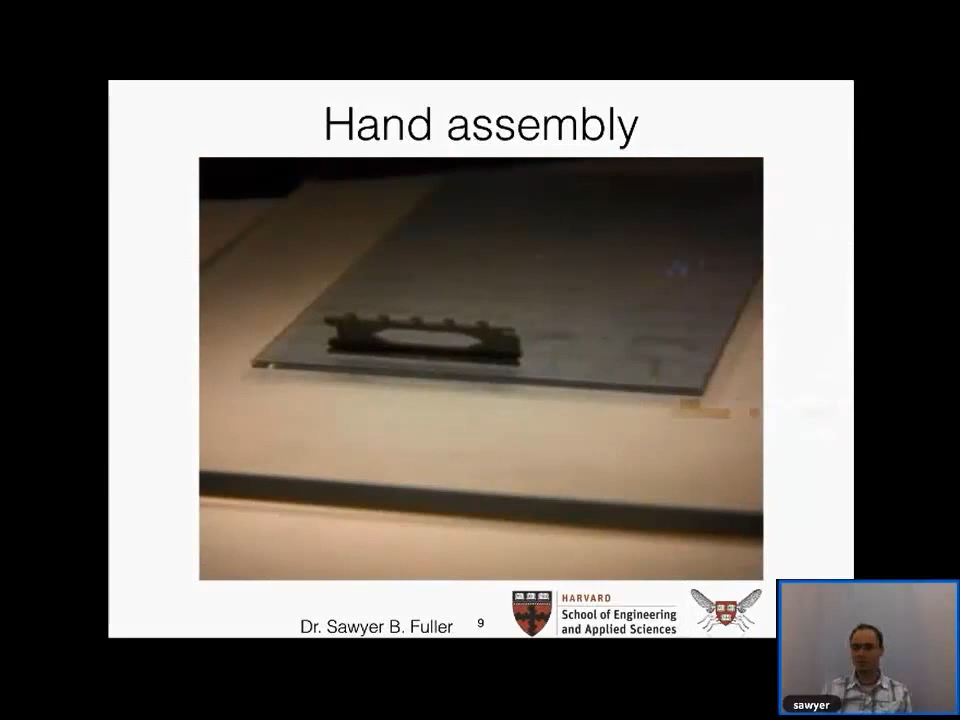 Hand assembly
HARVARD
School of Engineering
and Applied Sciences
Dr. Sawyer B. Fuller
9
sawyer